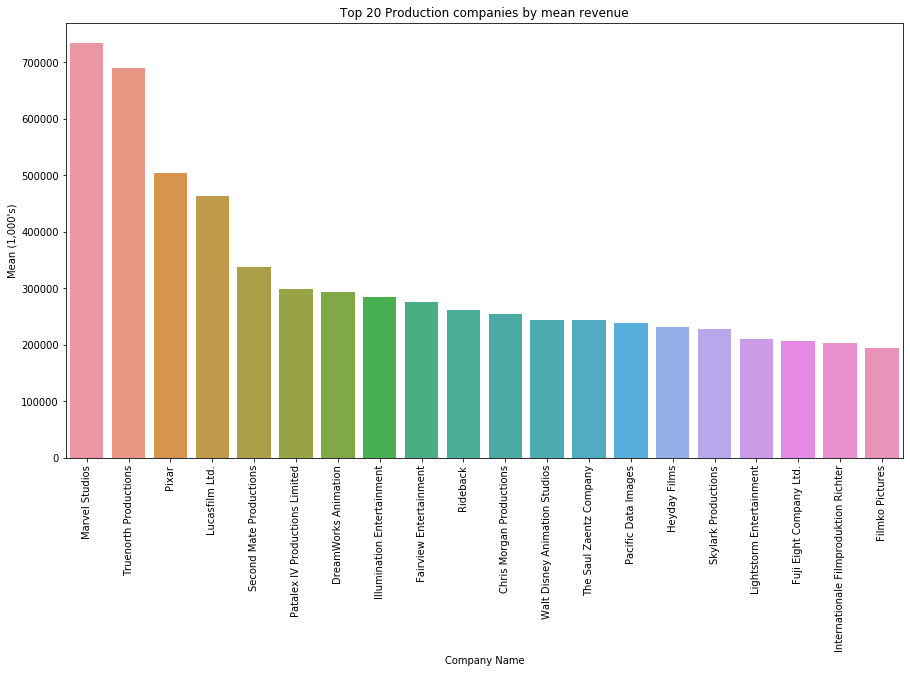 Top 20 Production companies by mean revenue
700000
600000
500000
400000
300000
200000
100000
0
Mean (1,000's)
Marvel Studios
Truenorth Productions
Pixar
Lucasfilm Ltd.
Second Mate Productions
Patalex IV Productions Limited
DreamWorks Animation
Illumination Entertainment
Fairview Entertainment
Rideback
Chris Morgan Productions
Walt Disney Animation Studios
The Saul Zaentz Company
Pacific Data Images
Heyday Films
Skylark Productions
Lightstorm Entertainment
Fuji Eight Company Ltd.
Internationale Filmproduktion Richter
Filmko Pictures
Company Name